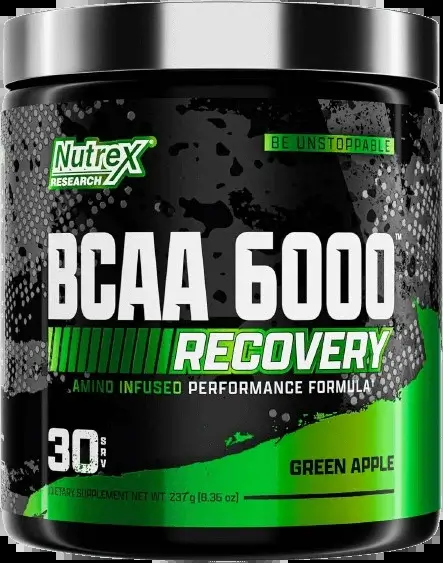 NutreX®
RESEARCH
BE UNSTOPPABLE
BCAA 6000™
RECOVERY
AMINO INFUSED PERFORMANCE FORMULA
30 SRV
GREEN APPLE
DIETARY SUPPLEMENT NET WT. 237g (8.36 oz)